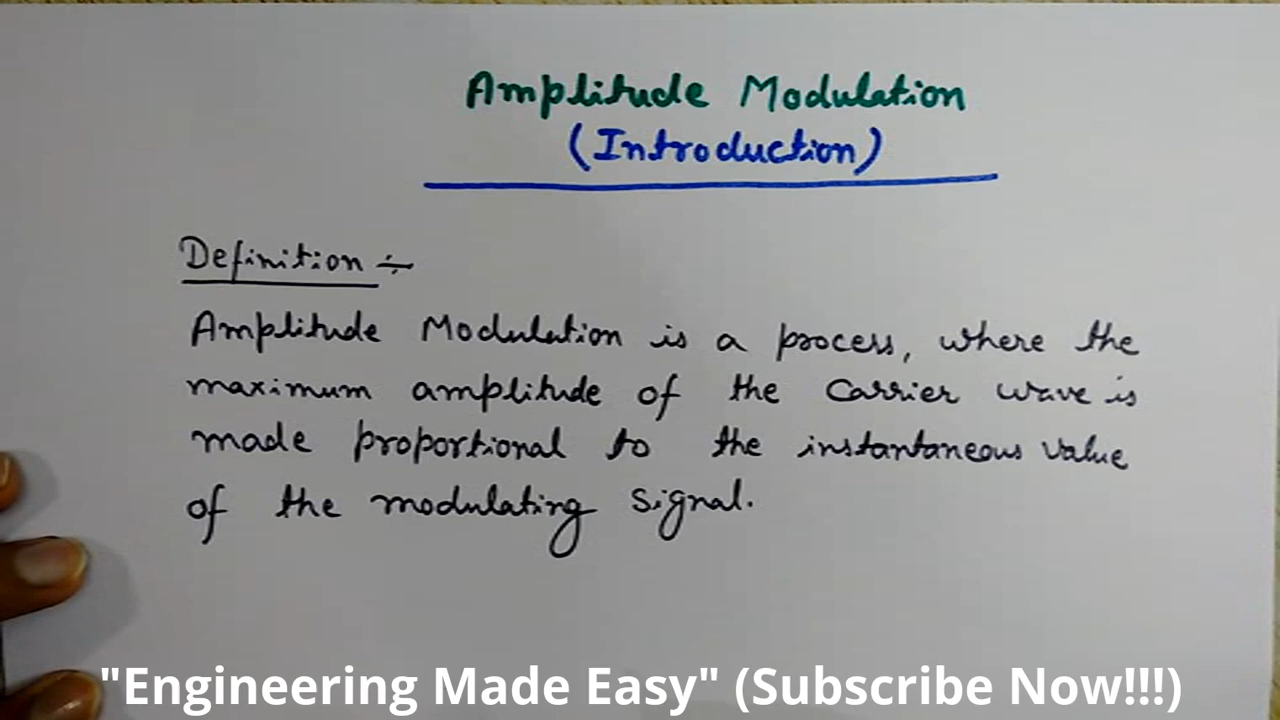 Amplitude Modulation
(Introduction)
Definition ÷
Amplitude Modulation is a process, where the
maximum amplitude of the Carrier wave is
made proportional to the instantaneous value
of the modulating signal.
"Engineering Made Easy" (Subscribe Now!!!)